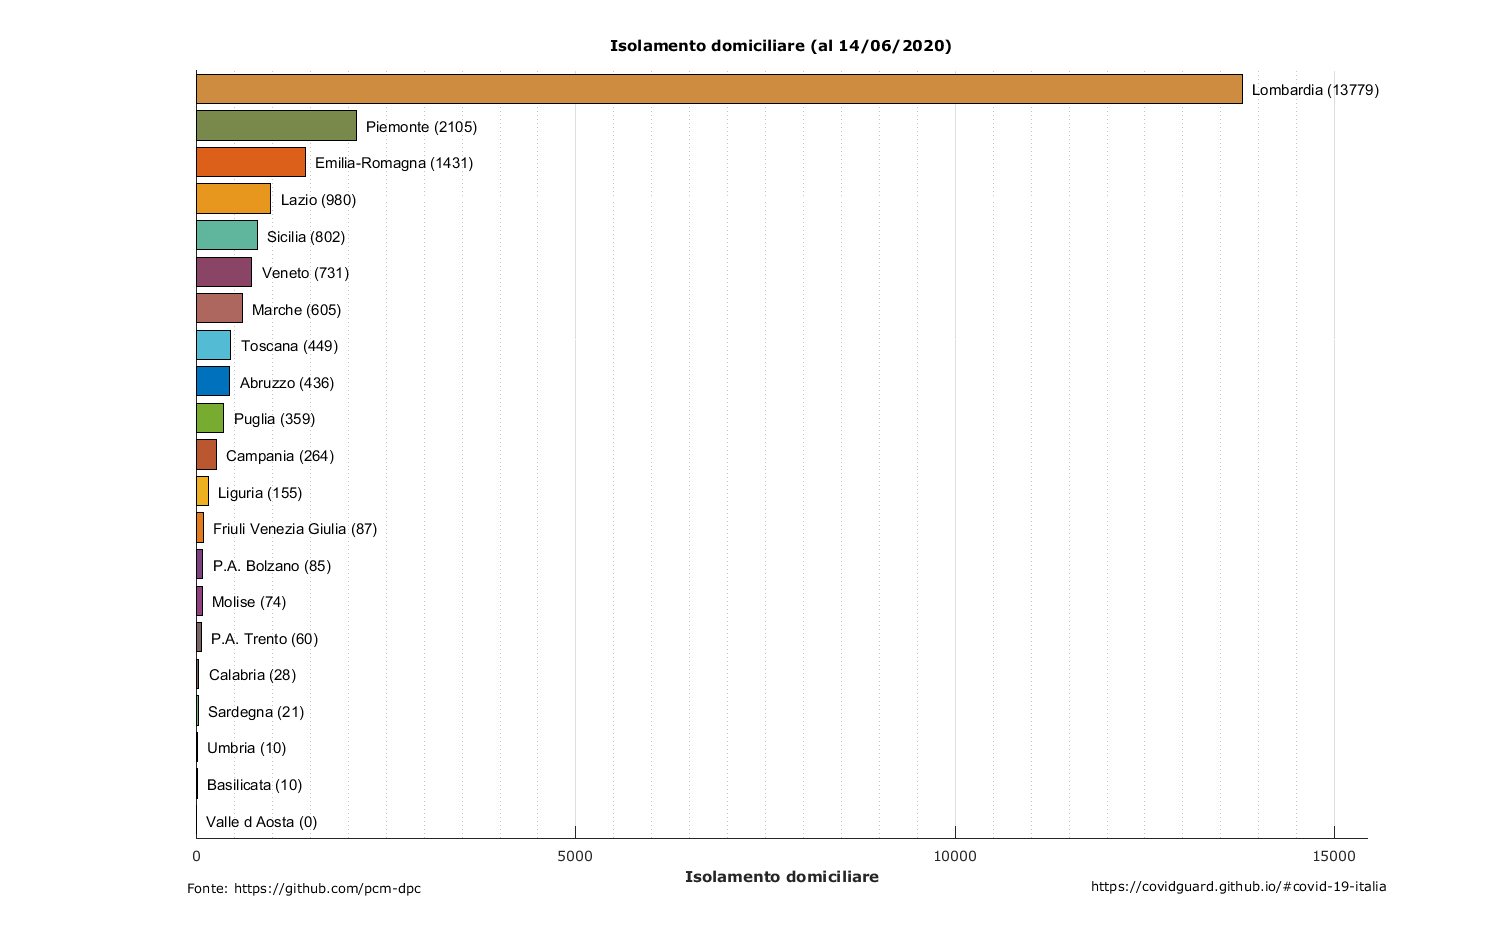 Isolamento domiciliare (al 14/06/2020)
Lombardia (13779)
Piemonte (2105)
Emilia-Romagna (1431)
Lazio (980)
Sicilia (802)
Veneto (731)
Marche (605)
Toscana (449)
Abruzzo (436)
Puglia (359)
Campania (264)
Liguria (155)
Friuli Venezia Giulia (87)
P.A. Bolzano (85)
Molise (74)
P.A. Trento (60)
Calabria (28)
Sardegna (21)
Umbria (10)
Basilicata (10)
Valle d Aosta (0)
0 5000 10000 15000
Isolamento domiciliare
Fonte: https://github.com/pcm-dpc
https://covidguard.github.io/#covid-19-italia